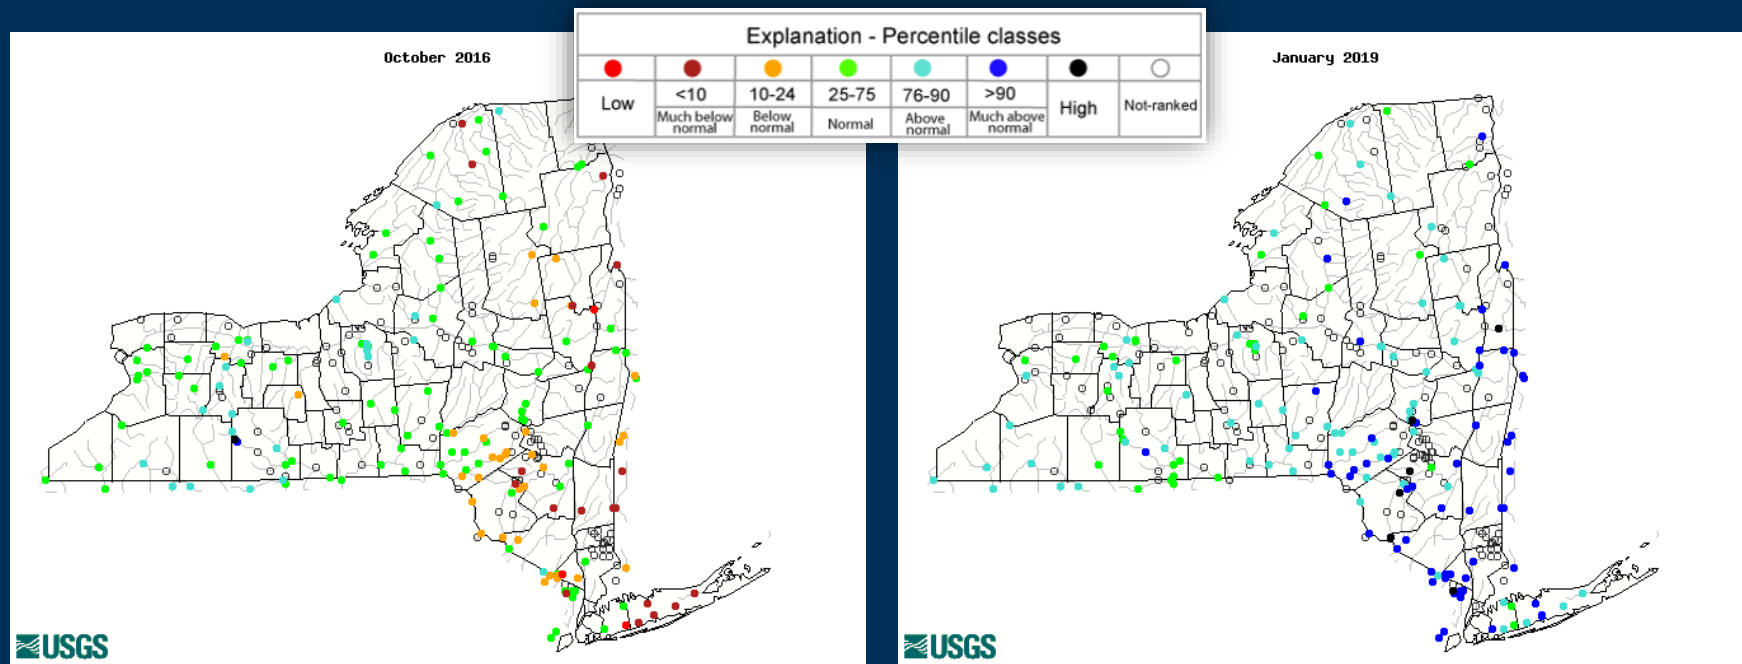 October 2016
Explanation - Percentile classes
Low
<10
Much below
normal
10-24
Below
normal
25-75
Normal
76-90
Above
normal
>90
Much above
normal
High
Not-ranked
January 2019
USGS
USGS